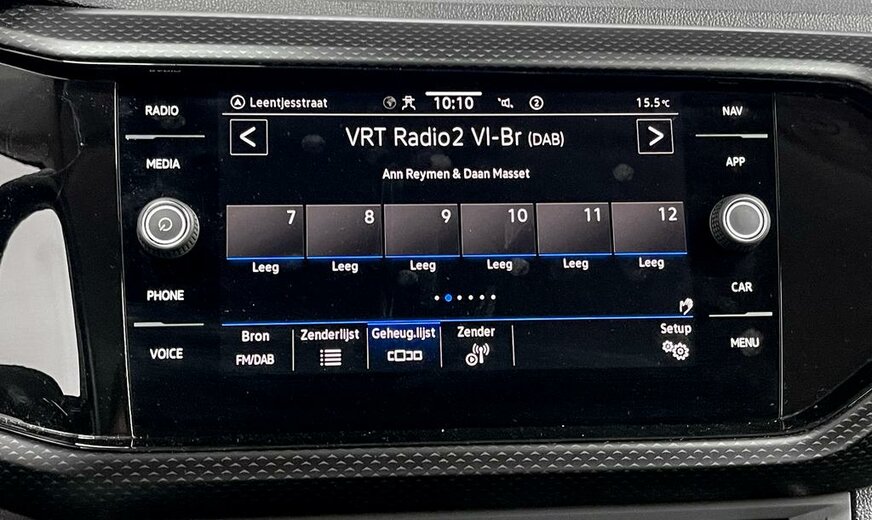 RADIO
MEDIA
PHONE
VOICE
Leentjesstraat
10:10
2
15.5°C
<
VRT Radio2 Vl-Br (DAB)
>
Ann Reymen & Daan Masset
7 8 9 10 11 12
Leeg Leeg Leeg Leeg Leeg Leeg
Bron Zenderlijst Geheug.lijst Zender Setup
FM/DAB
NAV
APP
CAR
MENU